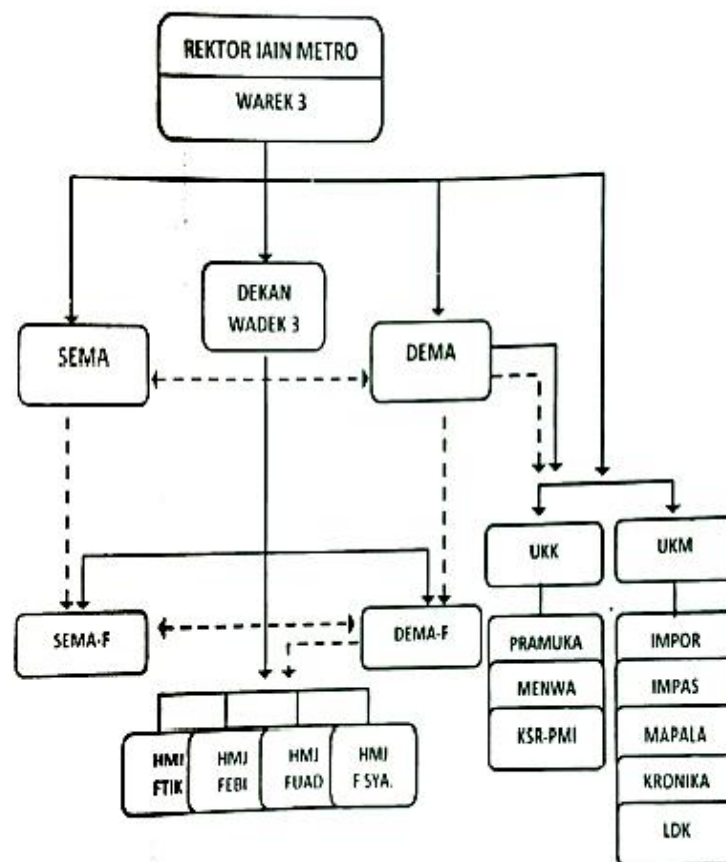 REKTOR IAIN METRO
WAREK 3
DEKAN
WADEK 3
SEMA
DEMA
UKK
UKM
SEMA-F
DEMA-F
PRAMUKA
MENWA
KSR-PMI
IMPOR
IMPAS
MAPALA
KRONIKA
LDK
HMJ
FTIK
HMJ
FEBI
HMJ
FUAD
HMJ
F SYA.